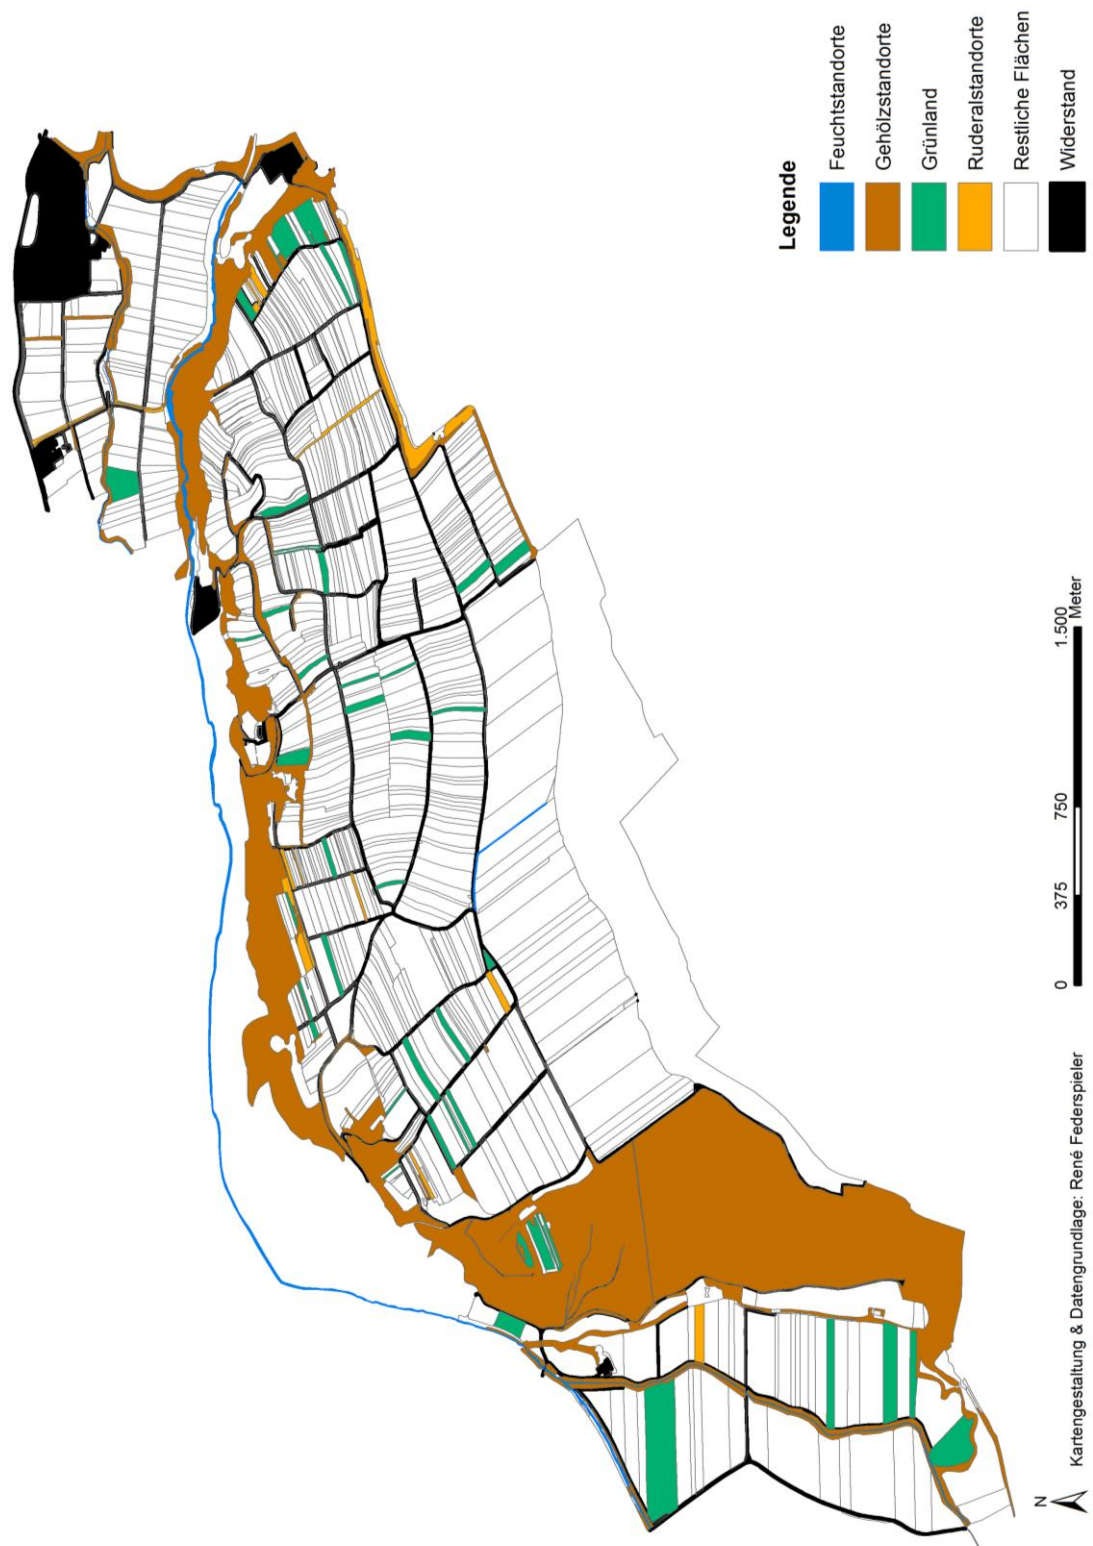 Legende
Feuchtstandorte
Gehölzstandorte
Grünland
Ruderalstandorte
Restliche Flächen
Widerstand
0 375 750 1.500
Meter
N
Kartengestaltung & Datengrundlage: René Federspieler